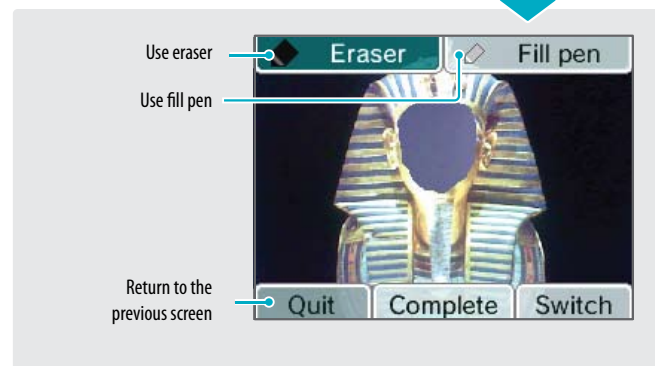 Use eraser
Eraser
Fill pen
Use fill pen
Return to the
previous screen
Quit
Complete
Switch